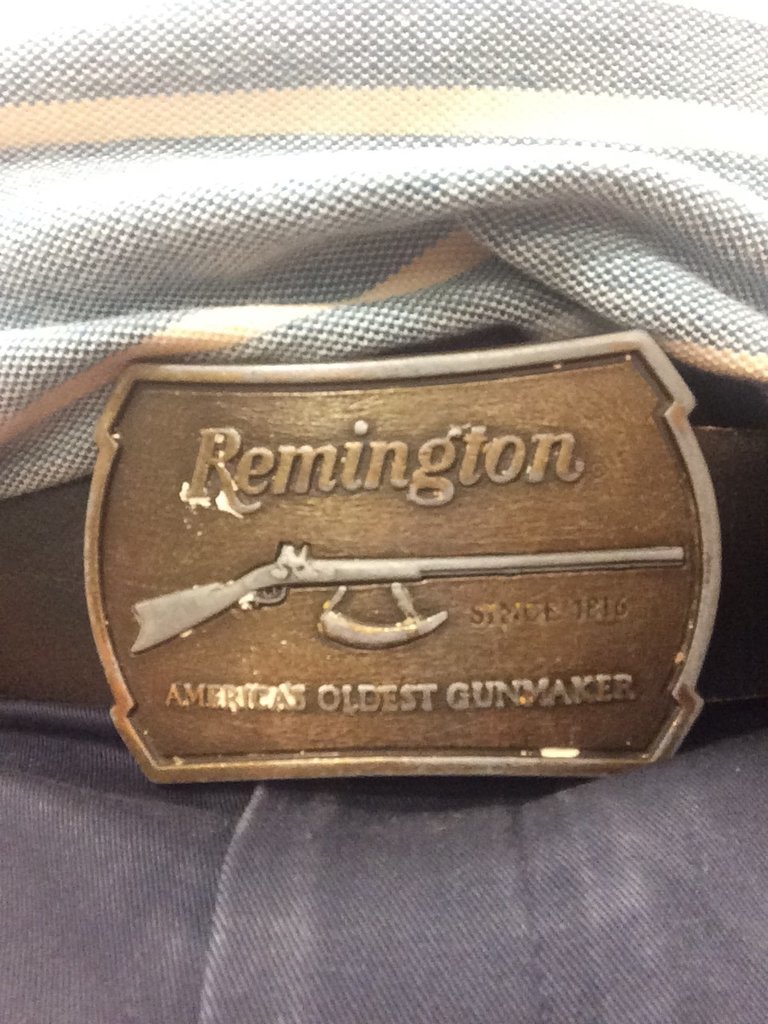 Remington
SINCE 1816
AMERICA'S OLDEST GUNMAKER